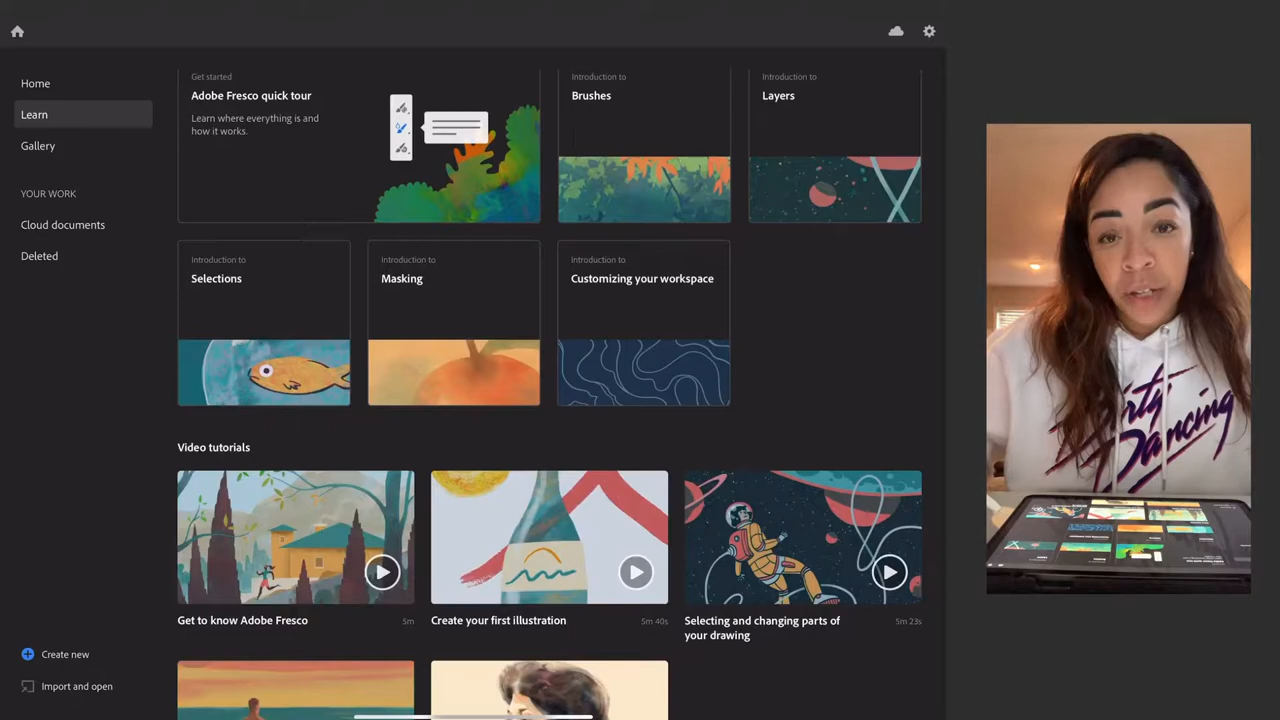 Home
Learn
Gallery
YOUR WORK
Cloud documents
Deleted
Create new
Import and open
Get started
Adobe Fresco quick tour
Learn where everything is and
how it works.
Introduction to
Brushes
Introduction to
Layers
Introduction to
Selections
Introduction to
Masking
Introduction to
Customizing your workspace
Video tutorials
Get to know Adobe Fresco
5m
Create your first illustration
5m 40s
Selecting and changing parts of
your drawing
5m 23s
Dirty
Dancing